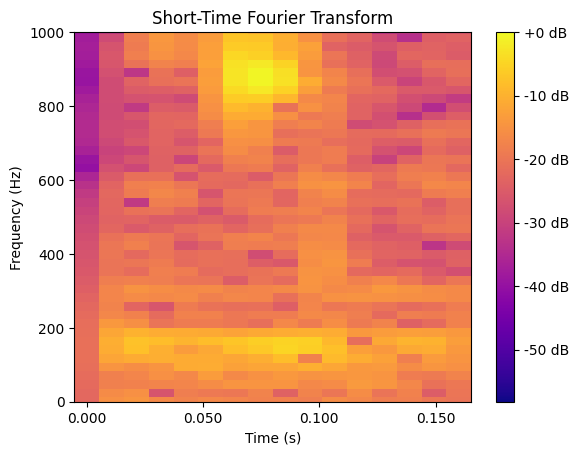 Short-Time Fourier Transform
1000
800
600
400
200
0
Frequency (Hz)
0.000
0.050
0.100
0.150
Time (s)
+0 dB
-10 dB
-20 dB
-30 dB
-40 dB
-50 dB